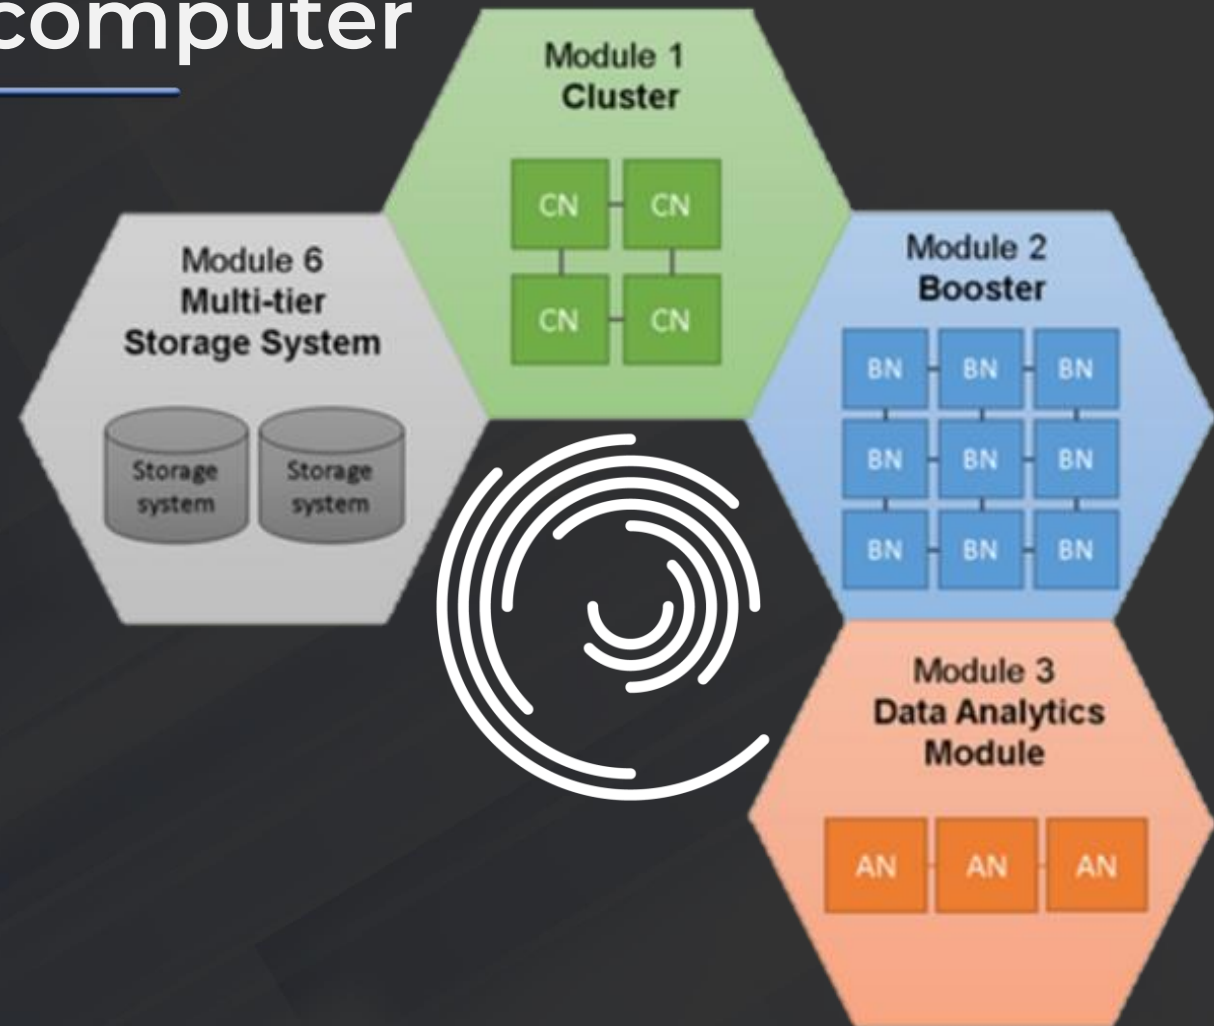 computer
Module 1
Cluster
CN CN
CN CN
Module 6
Multi-tier
Storage System
Storage
system
Storage
system
Module 2
Booster
BN BN BN
BN BN BN
BN BN BN
Module 3
Data Analytics
Module
AN AN AN